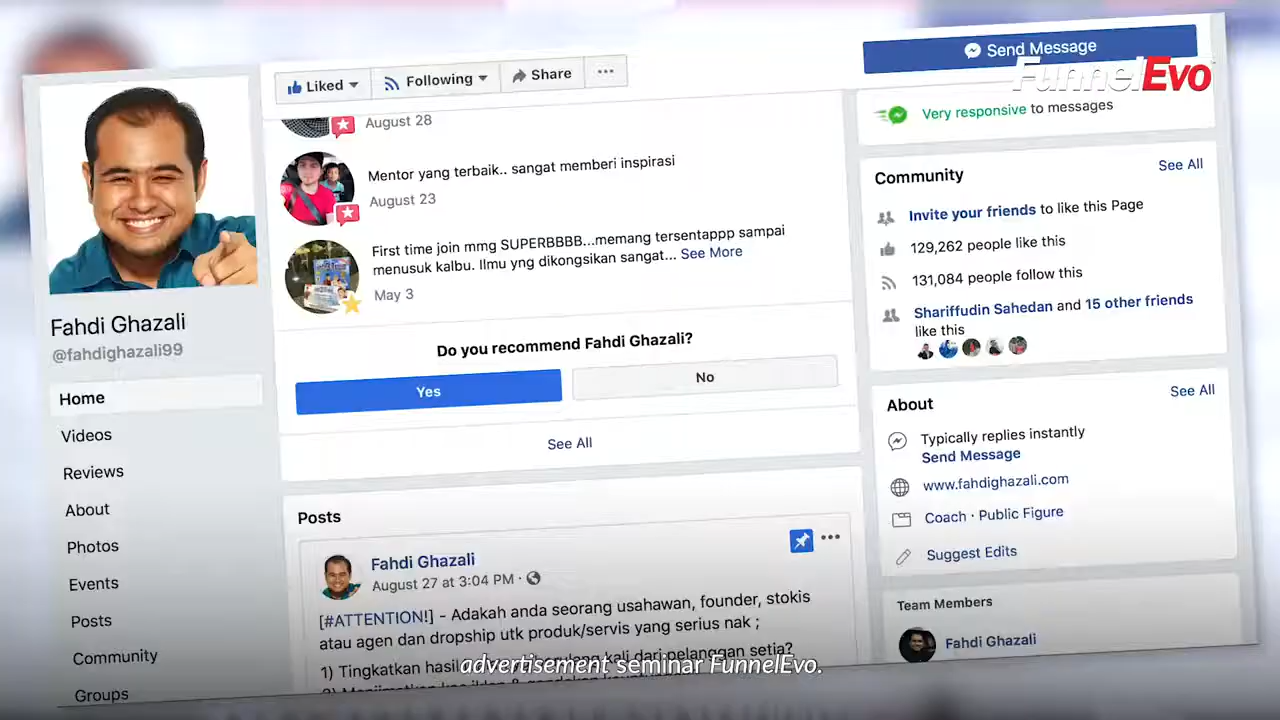 Liked
Following
Share
Send Message
FunnelEvo
August 28
Very responsive to messages
Mentor yang terbaik.. sangat memberi inspirasi
August 23
First time join mmg SUPERBBBB...memang tersentappp sampai
menusuk kalbu. Ilmu yng dikongsikan sangat... See More
May 3
Do you recommend Fahdi Ghazali?
Yes
No
See All
Fahdi Ghazali
@fahdighazali99
Home
Videos
Reviews
About
Photos
Events
Posts
Community
Groups
Community
See All
Invite your friends to like this Page
129,262 people like this
131,084 people follow this
Shariffudin Sahedan and 15 other friends
like this
About
See All
Typically replies instantly
Send Message
www.fahdighazali.com
Coach · Public Figure
Suggest Edits
Team Members
Fahdi Ghazali
Posts
Fahdi Ghazali
August 27 at 3:04 PM ·
[#ATTENTION!] - Adakah anda seorang usahawan, founder, stokis
atau agen dan dropship utk produk/servis yang serius nak ;
1) Tingkatkan hasil kali dari pelanggan setia?
advertisement seminar FunnelEvo.